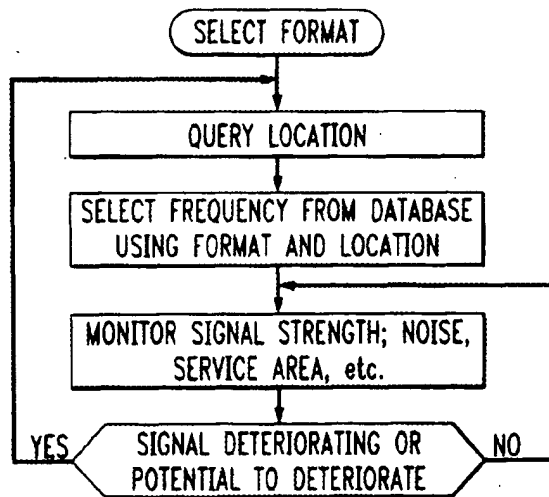 SELECT FORMAT
QUERY LOCATION
SELECT FREQUENCY FROM DATABASE
USING FORMAT AND LOCATION
MONITOR SIGNAL STRENGTH; NOISE,
SERVICE AREA, etc.
YES
SIGNAL DETERIORATING OR
POTENTIAL TO DETERIORATE
NO